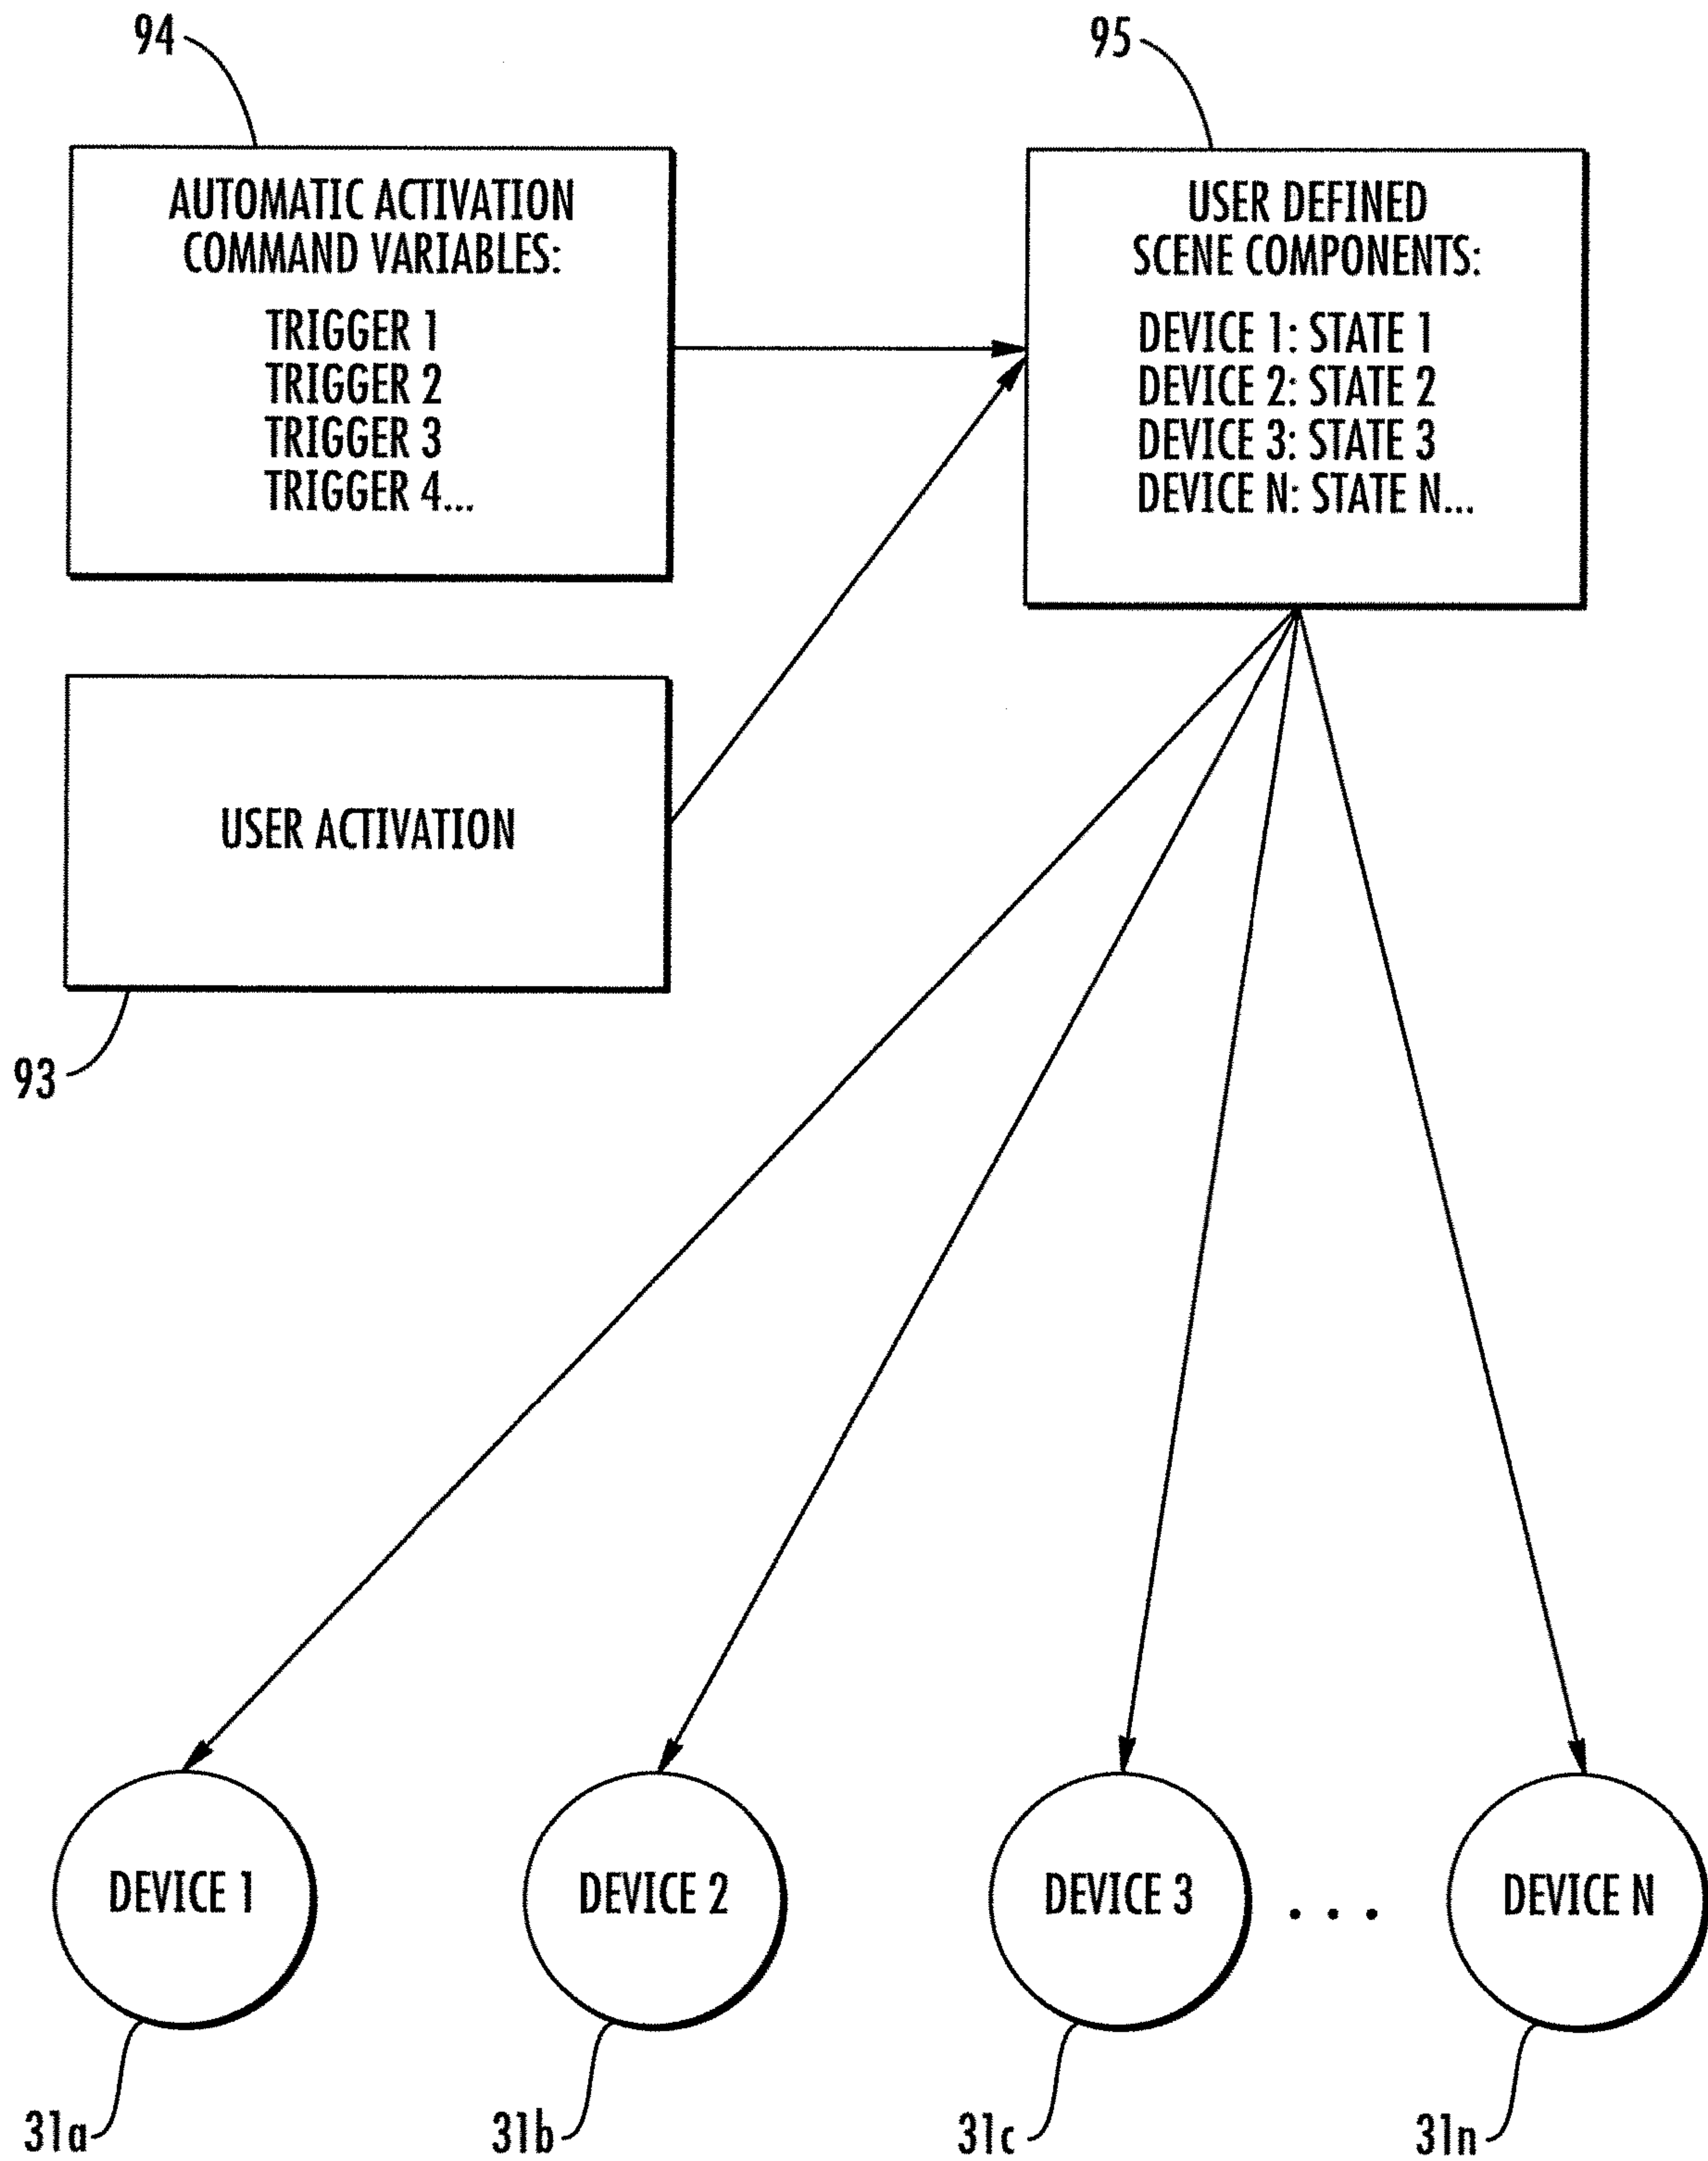 94
95
AUTOMATIC ACTIVATION
COMMAND VARIABLES:
TRIGGER 1
TRIGGER 2
TRIGGER 3
TRIGGER 4...
USER DEFINED
SCENE COMPONENTS:
DEVICE 1: STATE 1
DEVICE 2: STATE 2
DEVICE 3: STATE 3
DEVICE N: STATE N...
USER ACTIVATION
93
DEVICE 1
DEVICE 2
DEVICE 3
. . .
DEVICE N
31a
31b
31c
31n